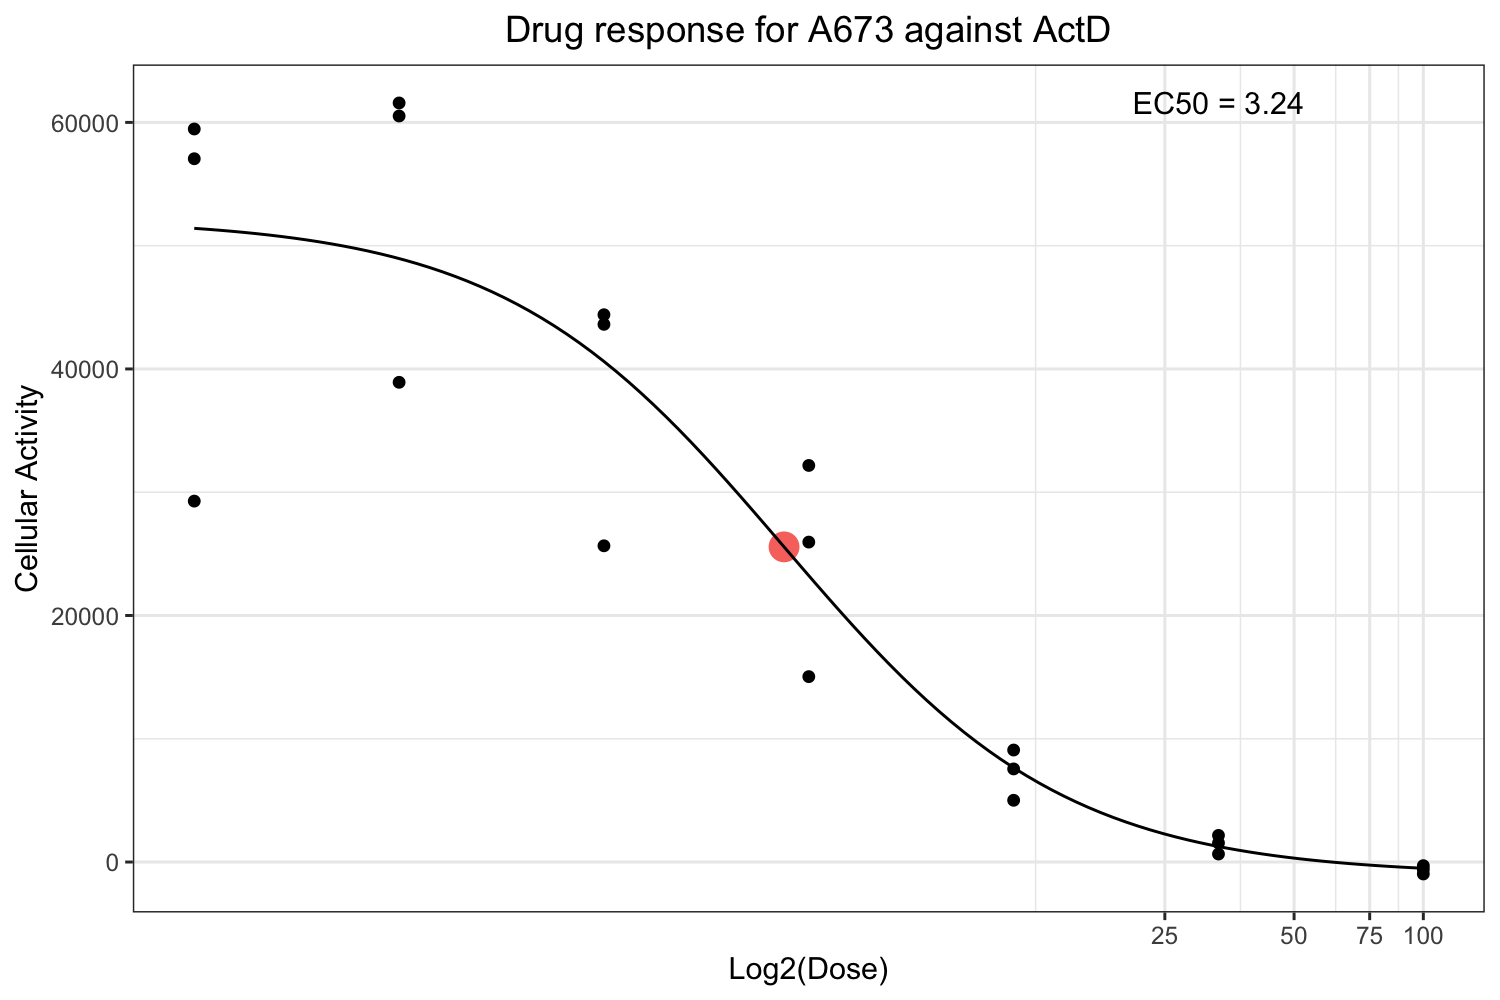 Drug response for A673 against ActD
EC50 = 3.24
60000
40000
20000
0
Cellular Activity
25 50 75 100
Log2(Dose)